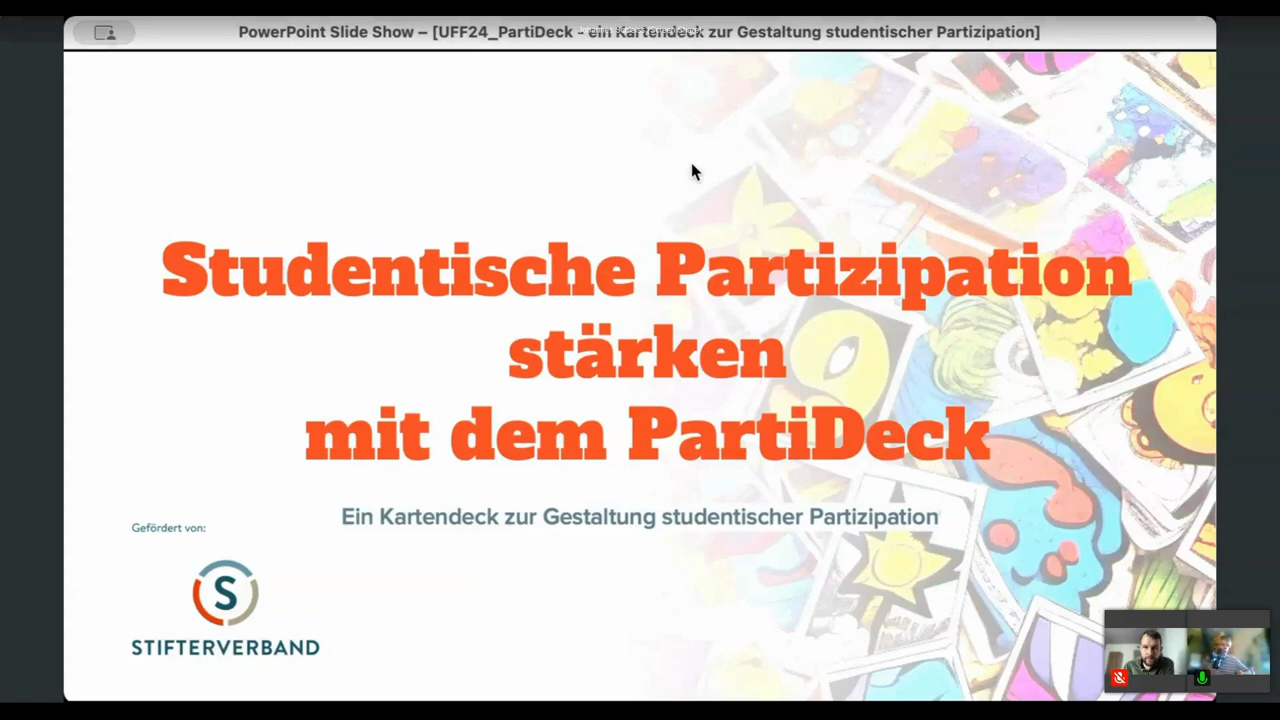 PowerPoint Slide Show – [UFF24_PartiDeck - ein Kartendeck zur Gestaltung studentischer Partizipation]
Studentische Partizipation
stärken
mit dem PartiDeck
Ein Kartendeck zur Gestaltung studentischer Partizipation
Gefördert von:
S
STIFTERVERBAND